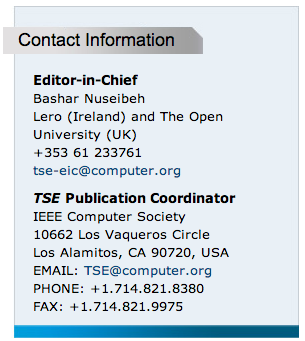 Contact Information
Editor-in-Chief
Bashar Nuseibeh
Lero (Ireland) and The Open
University (UK)
+353 61 233761
tse-eic@computer.org
TSE Publication Coordinator
IEEE Computer Society
10662 Los Vaqueros Circle
Los Alamitos, CA 90720, USA
EMAIL: TSE@computer.org
PHONE: +1.714.821.8380
FAX: +1.714.821.9975